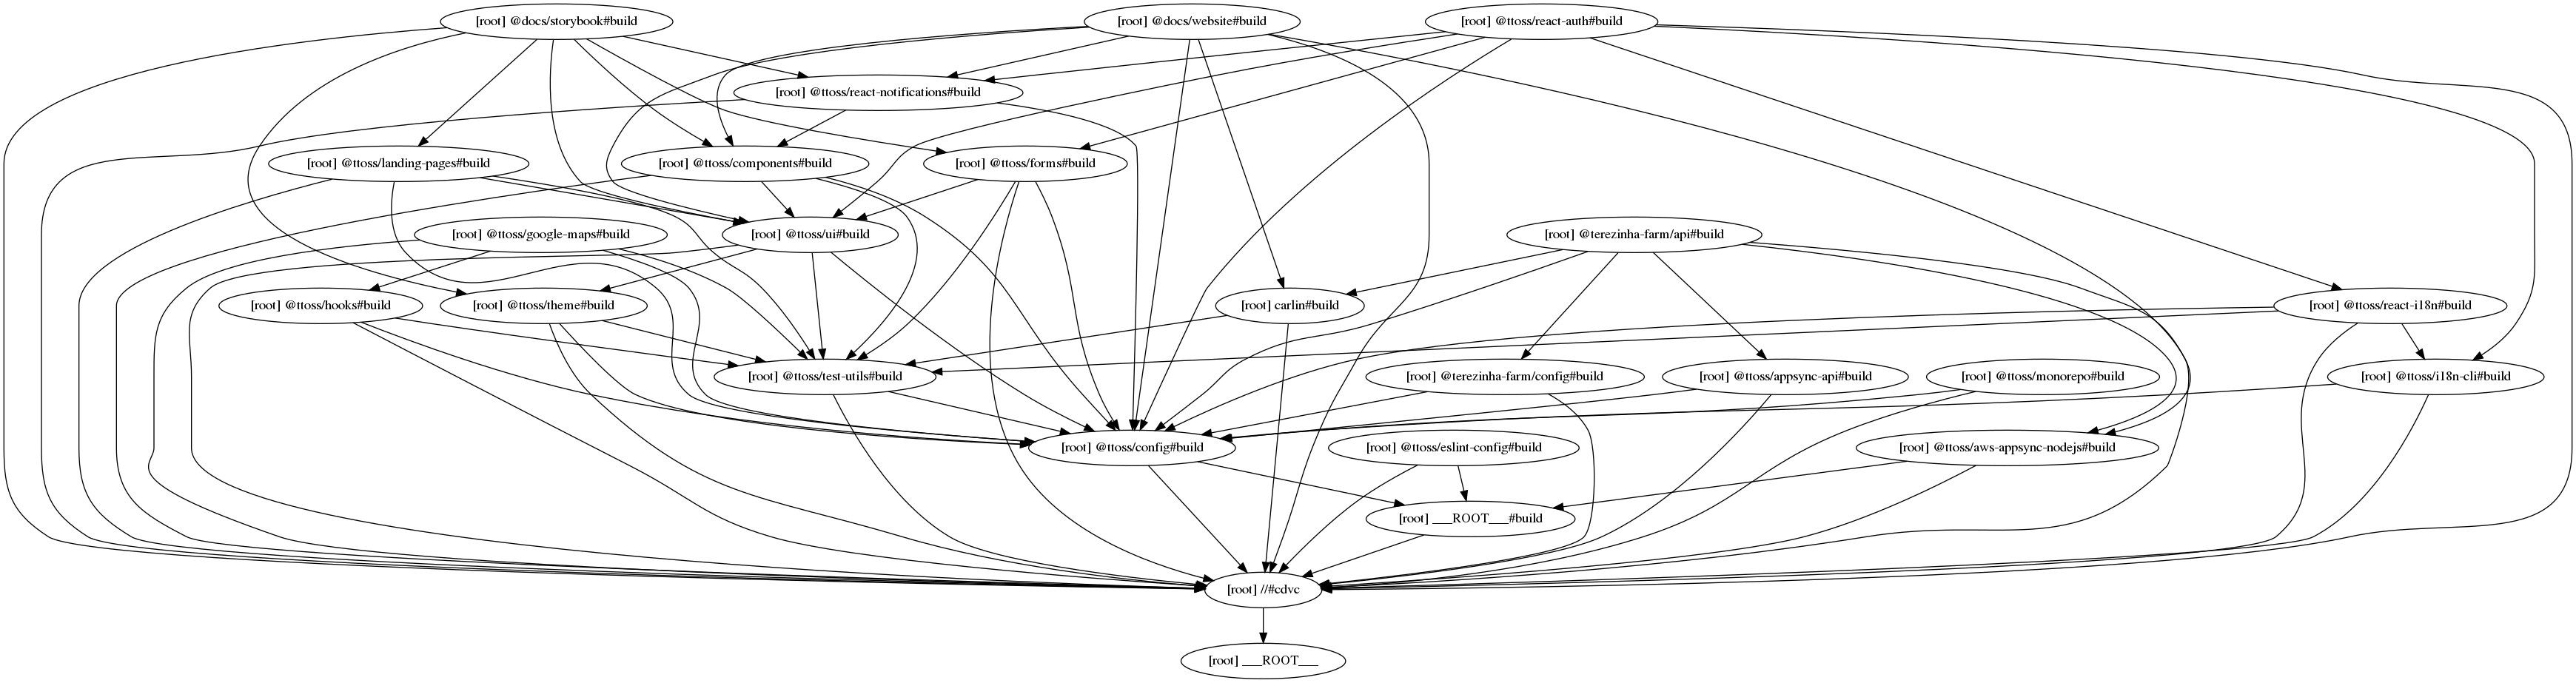 [root] @docs/storybook#build
[root] @docs/website#build
[root] @ttoss/react-auth#build
[root] @ttoss/react-notifications#build
[root] @ttoss/landing-pages#build
[root] @ttoss/components#build
[root] @ttoss/forms#build
[root] @ttoss/google-maps#build
[root] @ttoss/ui#build
[root] @terezinha-farm/api#build
[root] @ttoss/hooks#build
[root] @ttoss/theme#build
[root] carlin#build
[root] @ttoss/react-i18n#build
[root] @ttoss/test-utils#build
[root] @terezinha-farm/config#build
[root] @ttoss/appsync-api#build
[root] @ttoss/monorepo#build
[root] @ttoss/i18n-cli#build
[root] @ttoss/config#build
[root] @ttoss/eslint-config#build
[root] @ttoss/aws-appsync-nodejs#build
[root] ___ROOT___#build
[root] //#cdvc
[root] ___ROOT___